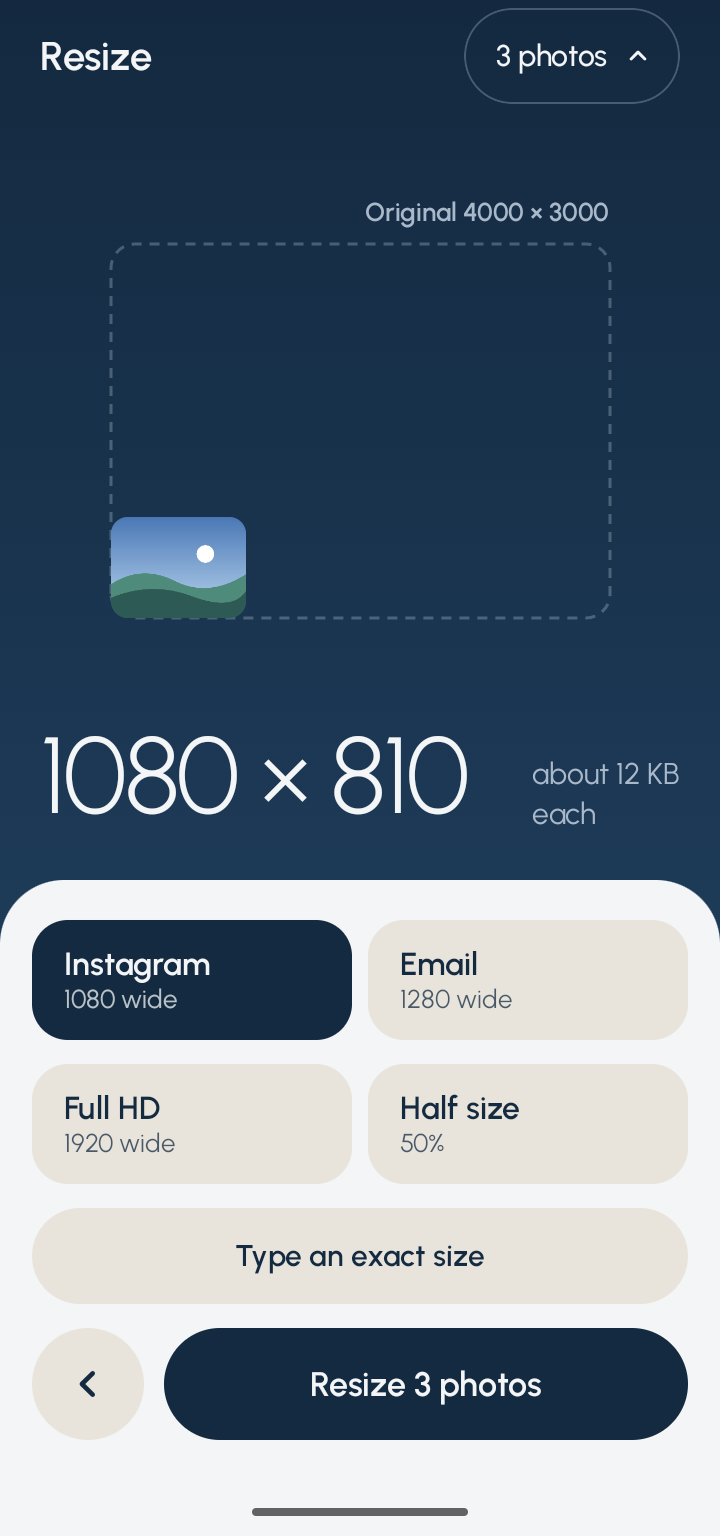 Resize
3 photos
Original 4000 × 3000
1080 × 810
about 12 KB
each
Instagram
1080 wide
Email
1280 wide
Full HD
1920 wide
Half size
50%
Type an exact size
Resize 3 photos